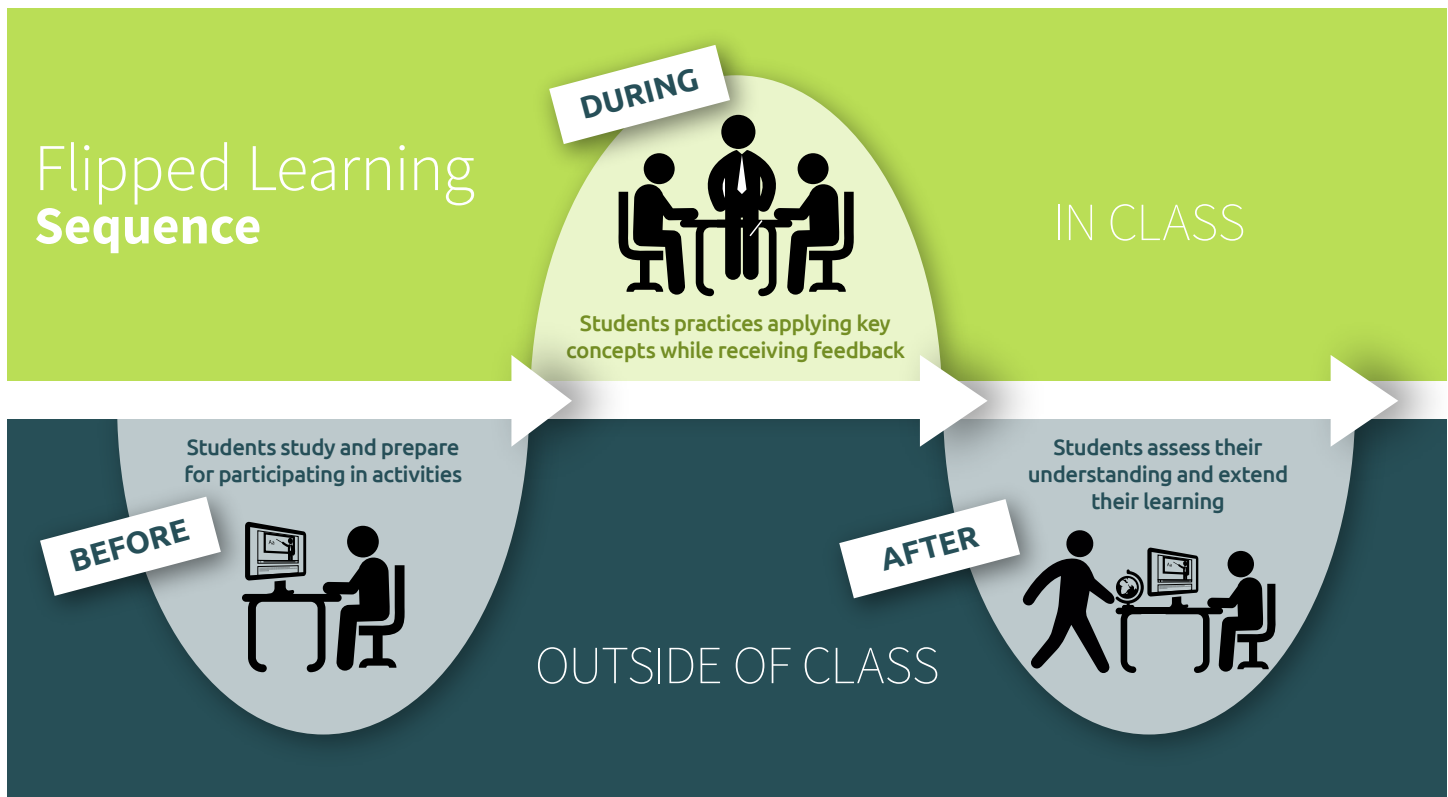 Flipped Learning
Sequence
DURING
Students practices applying key
concepts while receiving feedback
IN CLASS
BEFORE
Students study and prepare
for participating in activities
OUTSIDE OF CLASS
AFTER
Students assess their
understanding and extend
their learning